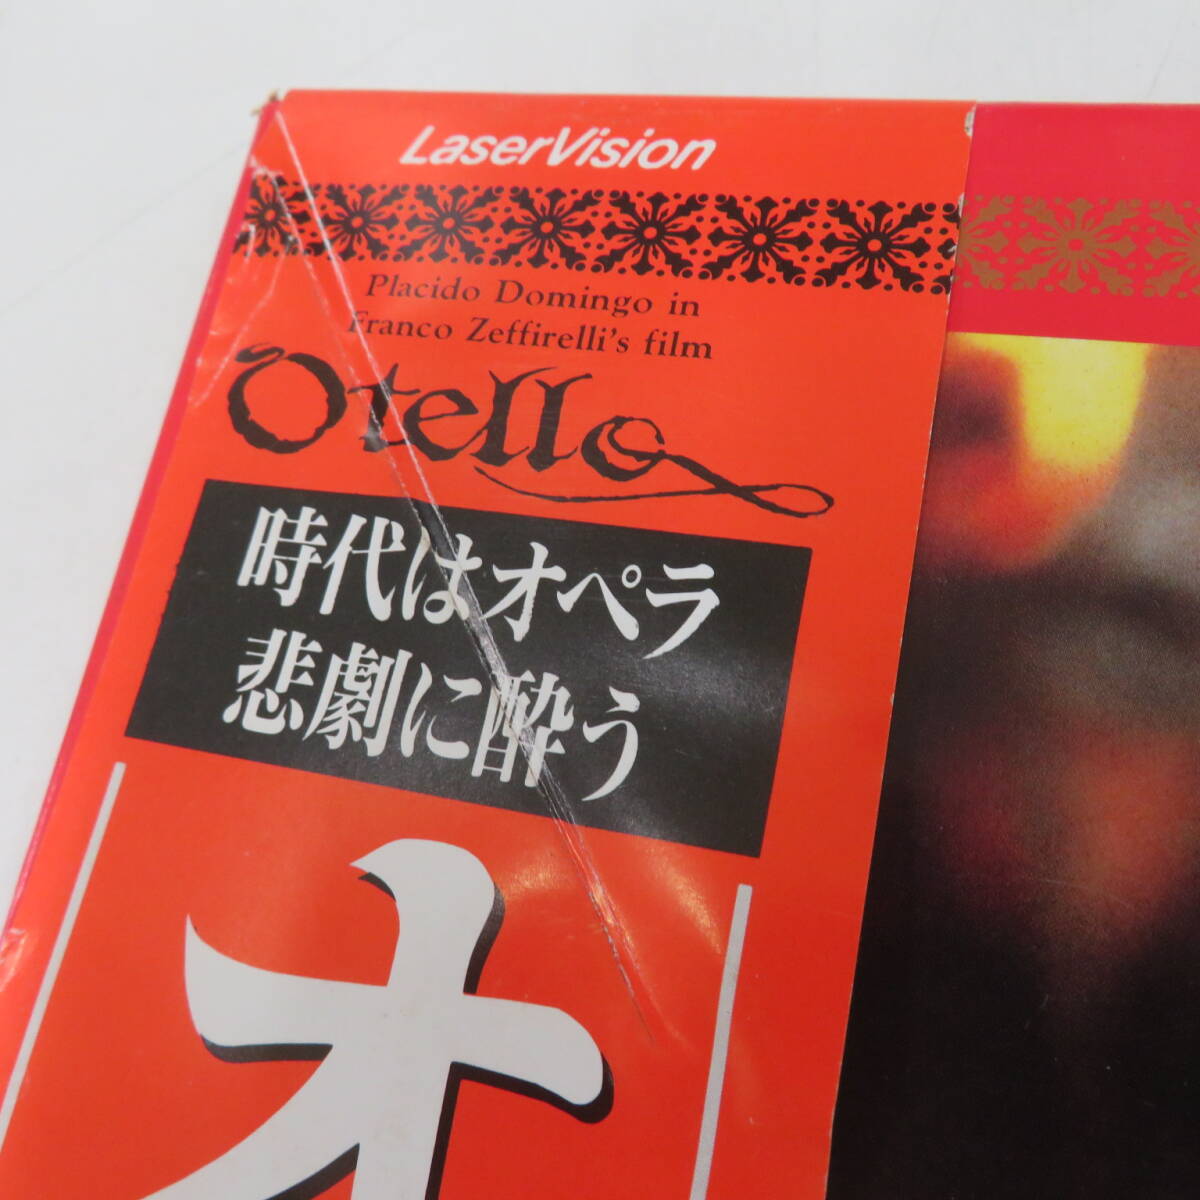 LaserVision
Placido Domingo in
Franco Zeffirelli's film
Otello
時代はオペラ
悲劇に酔う
オ